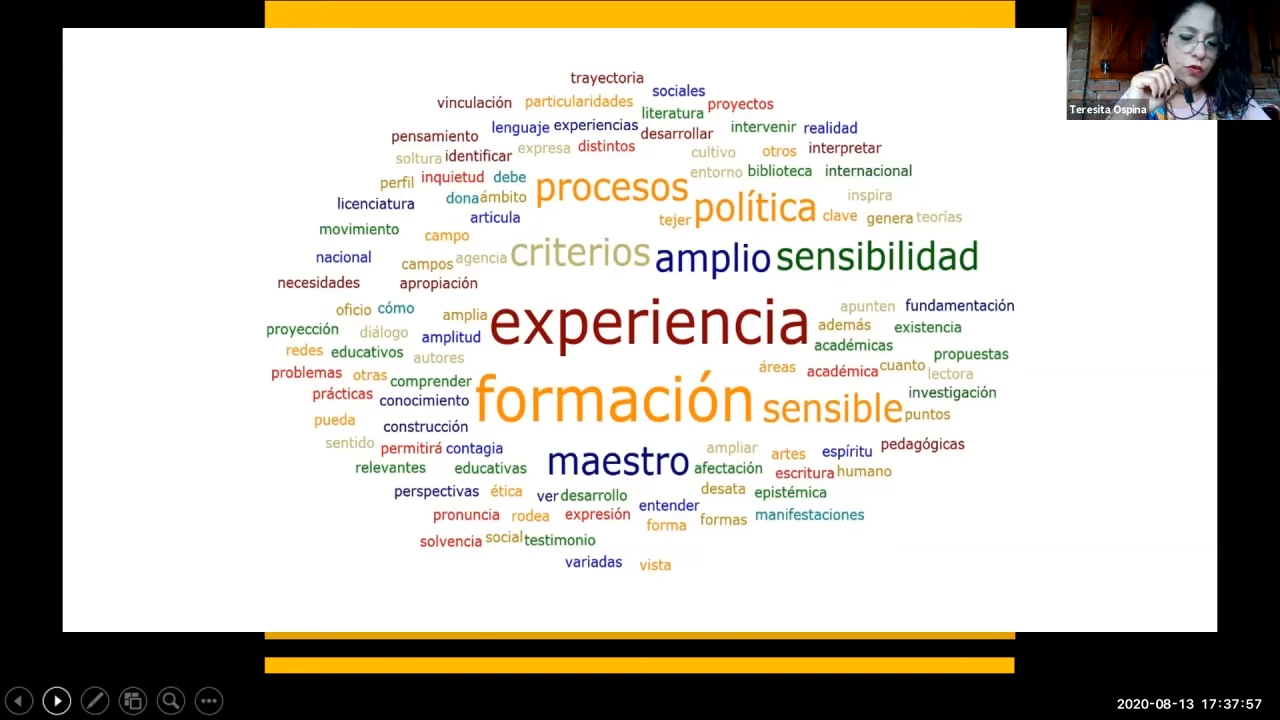 trayectoria
sociales
vinculación particularidades literatura proyectos
lenguaje experiencias desarrollar intervenir realidad
pensamiento expresa distintos cultivo otros interpretar
soltura identificar entorno biblioteca internacional
perfil inquietud debe procesos inspira
licenciatura dona ámbito política clave genera teorías
articula tejer
movimiento campo
nacional campos agencia criterios amplio sensibilidad
necesidades apropiación
oficio cómo amplia experiencia apunten fundamentación
proyección diálogo amplitud además existencia
redes educativos autores académicas propuestas
problemas otras comprender áreas académica cuanto lectora
prácticas conocimiento formación sensible investigación
pueda construcción puntos
sentido permitirá contagia maestro ampliar artes espíritu pedagógicas
relevantes educativas afectación escritura humano
perspectivas ética ver desarrollo desata epistémica
pronuncia rodea expresión entender forma formas manifestaciones
solvencia social testimonio
variadas vista
Teresita Ospina
2020-08-13 17:37:57